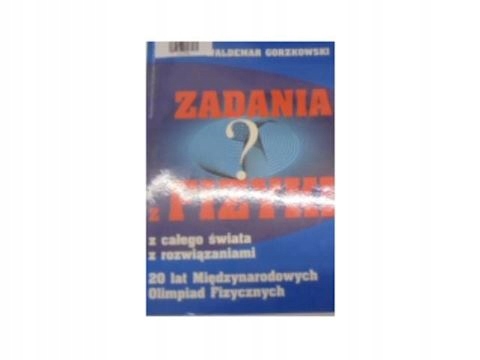 WALDEMAR GORZKOWSKI
ZADANIA
?
z FIZYKI
z całego świata
z rozwiązaniami
20 lat Międzynarodowych
Olimpiad Fizycznych